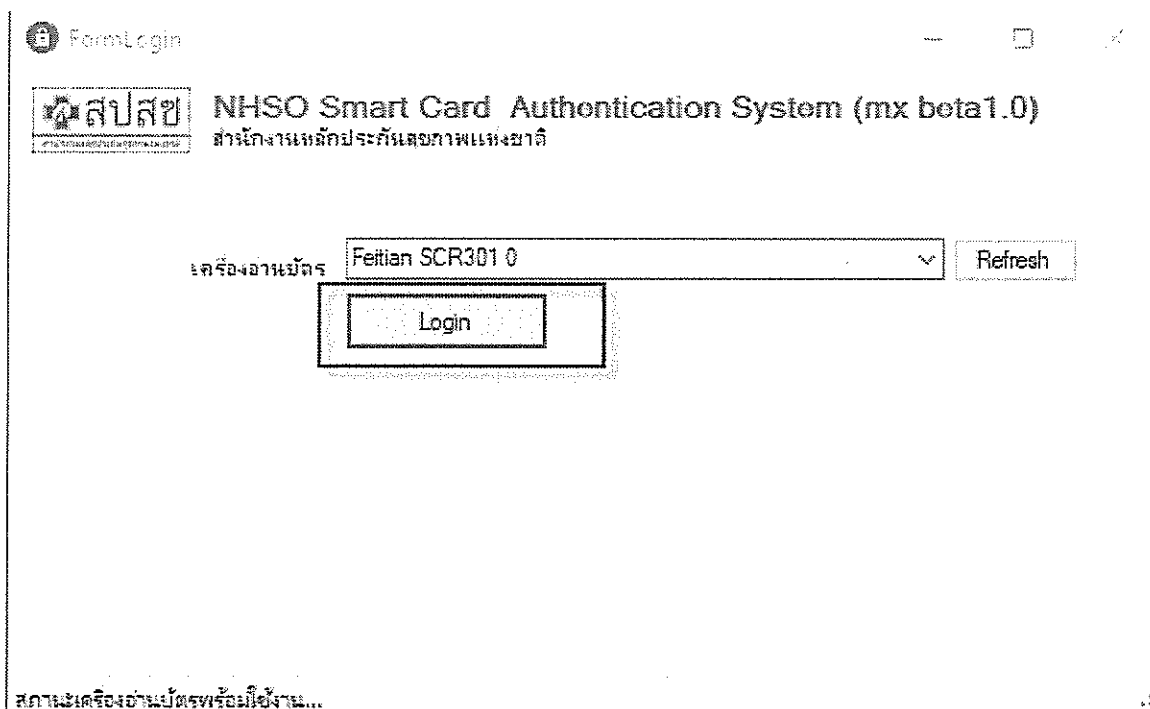 FormLogin
สปสช
NHSO Smart Card Authentication System (mx beta1.0)
สำนักงานหลักประกันสุขภาพแห่งชาติ
เครื่องอ่านบัตร
Feitian SCR301 0
Refresh
Login
สถานะเครื่องอ่านบัตรพร้อมใช้งาน...